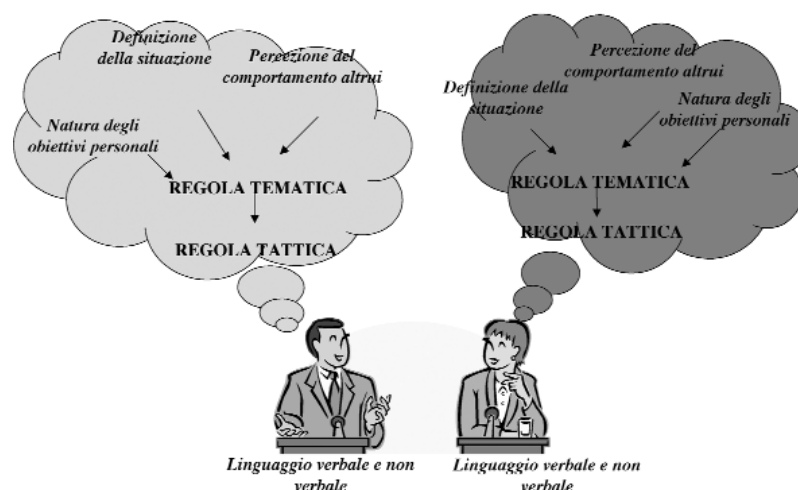 Definizione
della situazione
Percezione del
comportamento altrui
Natura degli
obiettivi personali
REGOLA TEMATICA
REGOLA TATTICA
Linguaggio verbale e non
verbale
Percezione del
comportamento altrui
Definizione della
situazione
Natura degli
obiettivi personali
REGOLA TEMATICA
REGOLA TATTICA
Linguaggio verbale e non
verbale